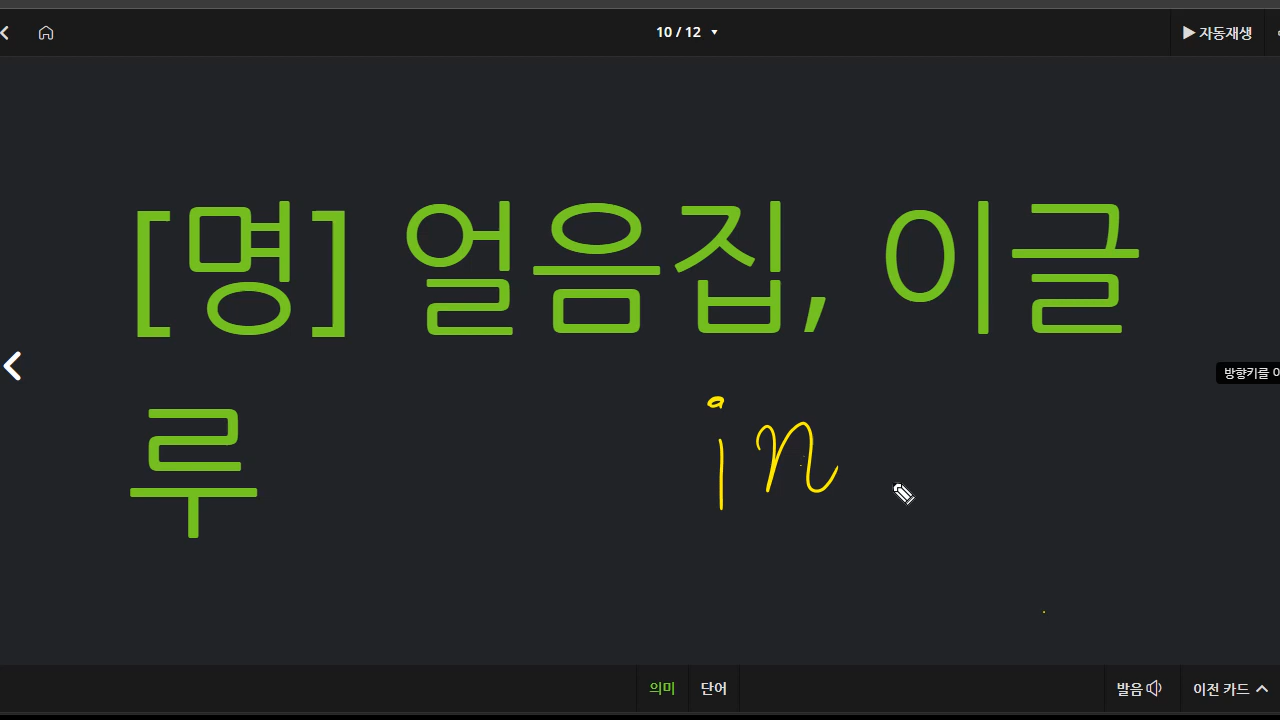 10 / 12
자동재생
[명] 얼음집, 이글
루
방향키를 이
in
의미 단어 발음 이전 카드